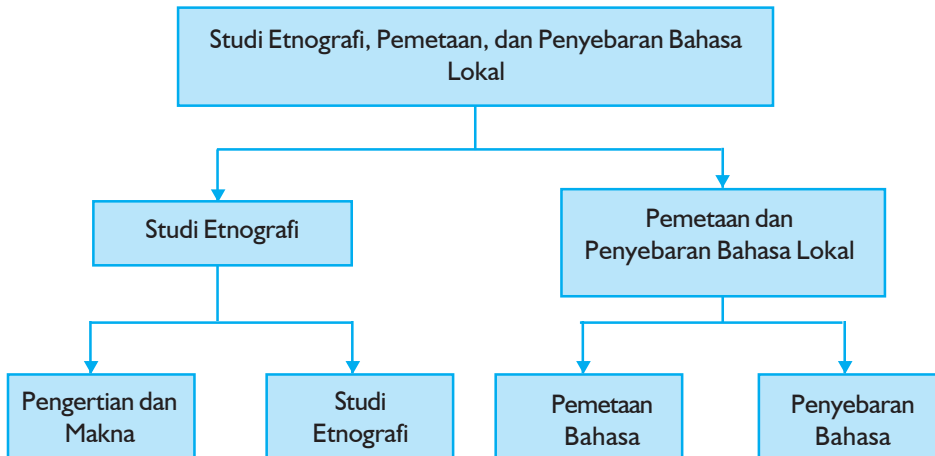 Studi Etnografi, Pemetaan, dan Penyebaran Bahasa
Lokal
Studi Etnografi
Pemetaan dan
Penyebaran Bahasa Lokal
Pengertian dan
Makna
Studi
Etnografi
Pemetaan
Bahasa
Penyebaran
Bahasa